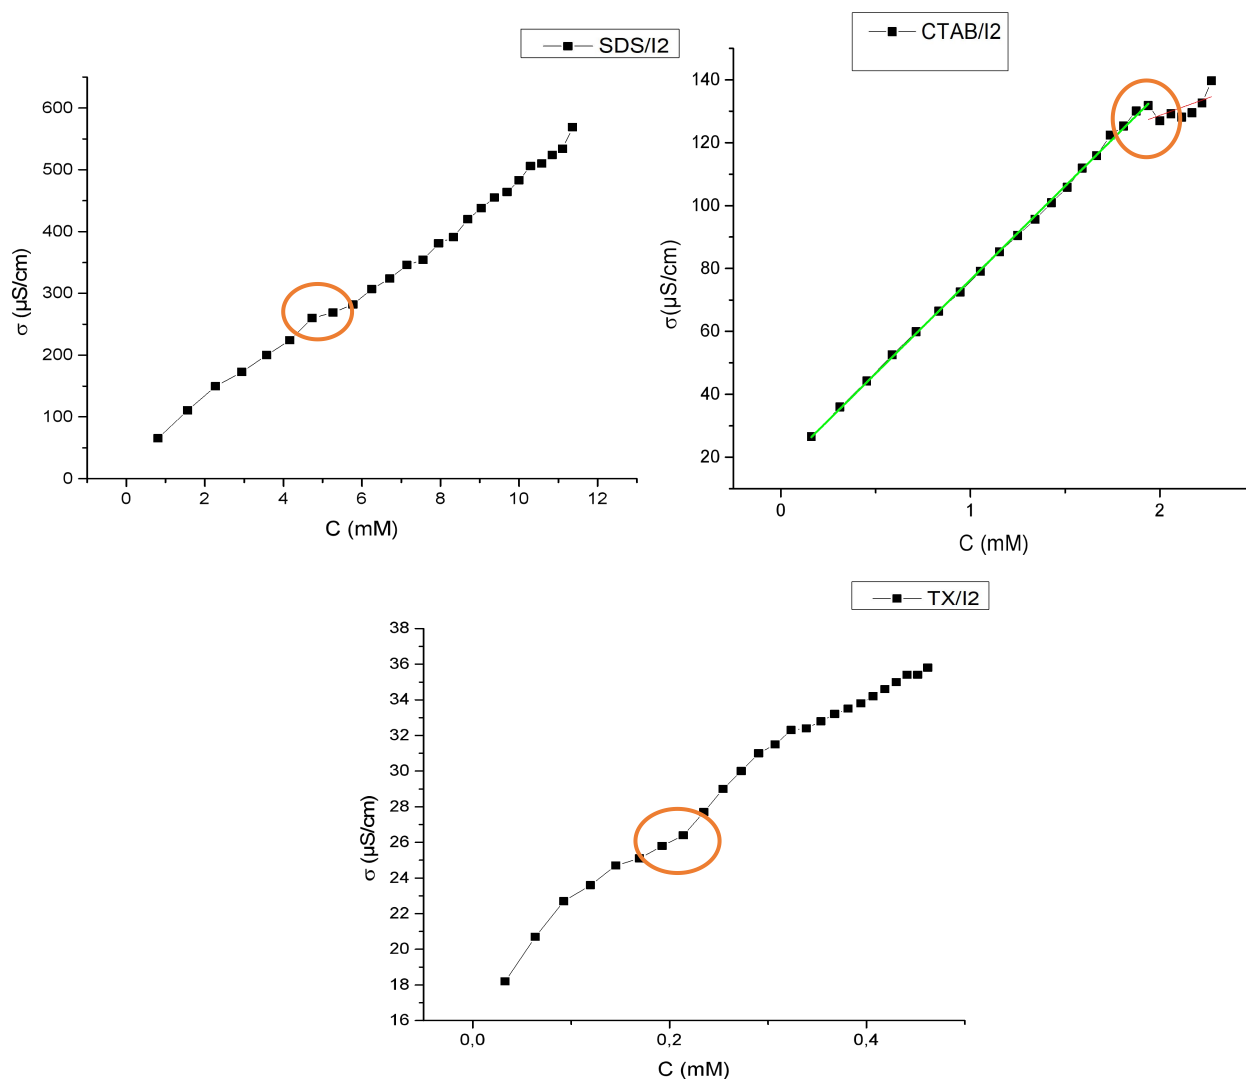 SDS/I2
600
500
400
300
200
100
0
σ (µS/cm)
0 2 4 6 8 10 12
C (mM)
CTAB/I2
140
120
100
80
60
40
20
σ(µS/cm)
0 1 2
C (mM)
TX/I2
38
36
34
32
30
28
26
24
22
20
18
16
σ (µS/cm)
0,0 0,2 0,4
C (mM)